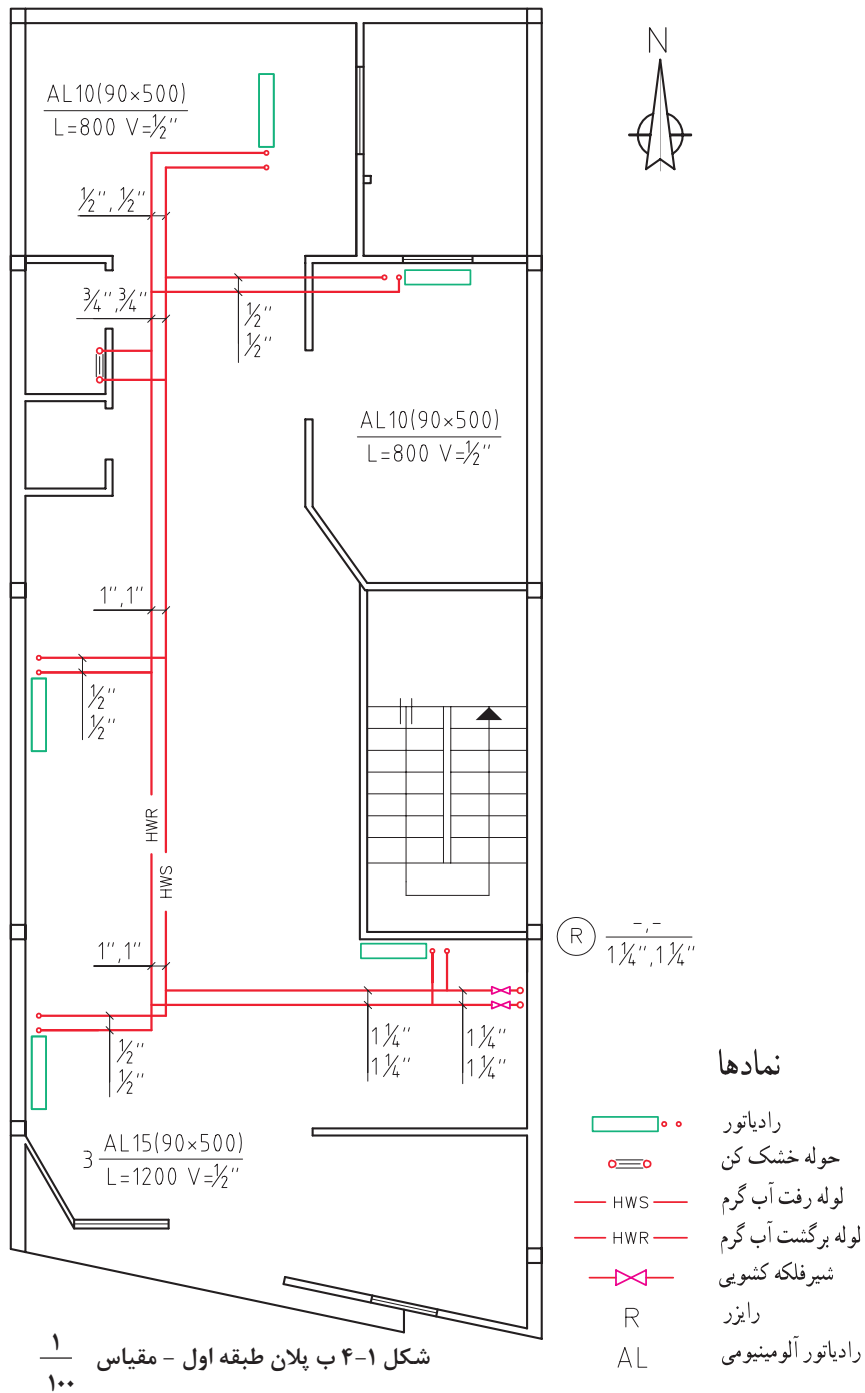 N
AL10(90×500)
L=800 V=½"
½", ½"
¾", ¾"
½"
½"
AL10(90×500)
L=800 V=½"
1", 1"
½"
½"
HWR
HWS
R
-,-
1¼", 1¼"
1", 1"
1¼"
1¼"
1¼"
1¼"
½"
½"
3 AL15(90×500)
L=1200 V=½"
نمادها
رادیاتور
حوله خشک کن
HWS لوله رفت آب گرم
HWR لوله برگشت آب گرم
شیرفلکه کشویی
R رایزر
AL رادیاتور آلومینیومی
شکل ۱-۴ ب پلان طبقه اول - مقیاس ۱/۱۰۰